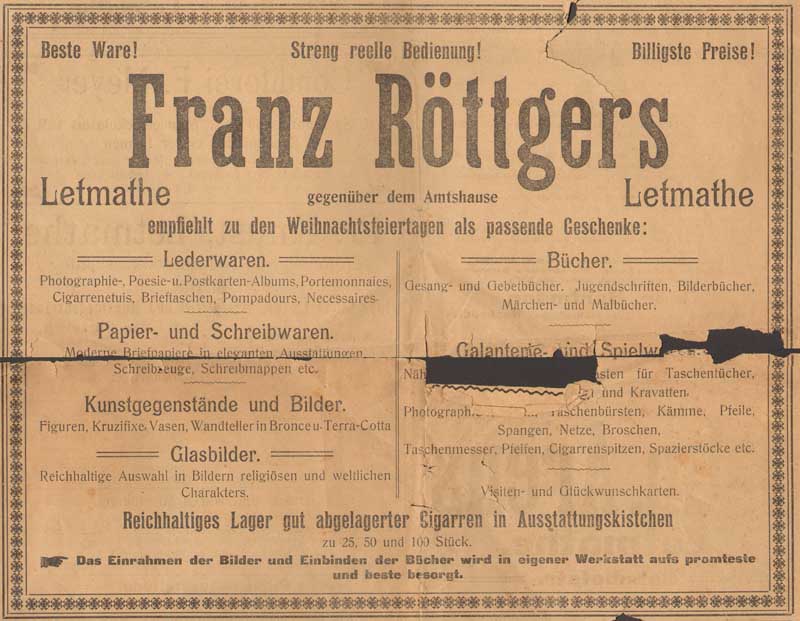 Beste Ware! Streng reelle Bedienung! Billigste Preise!
Franz Röttgers
Letmathe gegenüber dem Amtshause Letmathe
empfiehlt zu den Weihnachtsfeiertagen als passende Geschenke:
Lederwaren.
Photographie-, Poesie- u. Postkarten-Albums, Portemonnaies,
Cigarrenetuis, Brieftaschen, Pompadours, Necessaires.
Papier- und Schreibwaren.
Moderne Briefpapiere in eleganten Ausstattungen,
Schreibzeuge, Schreibmappen etc.
Kunstgegenstände und Bilder.
Figuren, Kruzifixe, Vasen, Wandteller in Bronce u. Terra-Cotta
Glasbilder.
Reichhaltige Auswahl in Bildern religiösen und weltlichen
Charakters.
Bücher.
Gesang- und Gebetbücher. Jugendschriften, Bilderbücher,
Märchen- und Malbücher.
Galanterie- und
für Taschentücher,
und Kravatten.
Taschenbürsten, Kämme, Pfeile,
Spangen, Netze, Broschen,
Taschenmesser, Pfeifen, Cigarrenspitzen, Spazierstöcke etc.
Visiten- und Glückwunschkarten.
Reichhaltiges Lager gut abgelagerter Cigarren in Ausstattungskistchen
zu 25, 50 und 100 Stück.
Das Einrahmen der Bilder und Einbinden der Bücher wird in eigener Werkstatt aufs promteste
und beste besorgt.